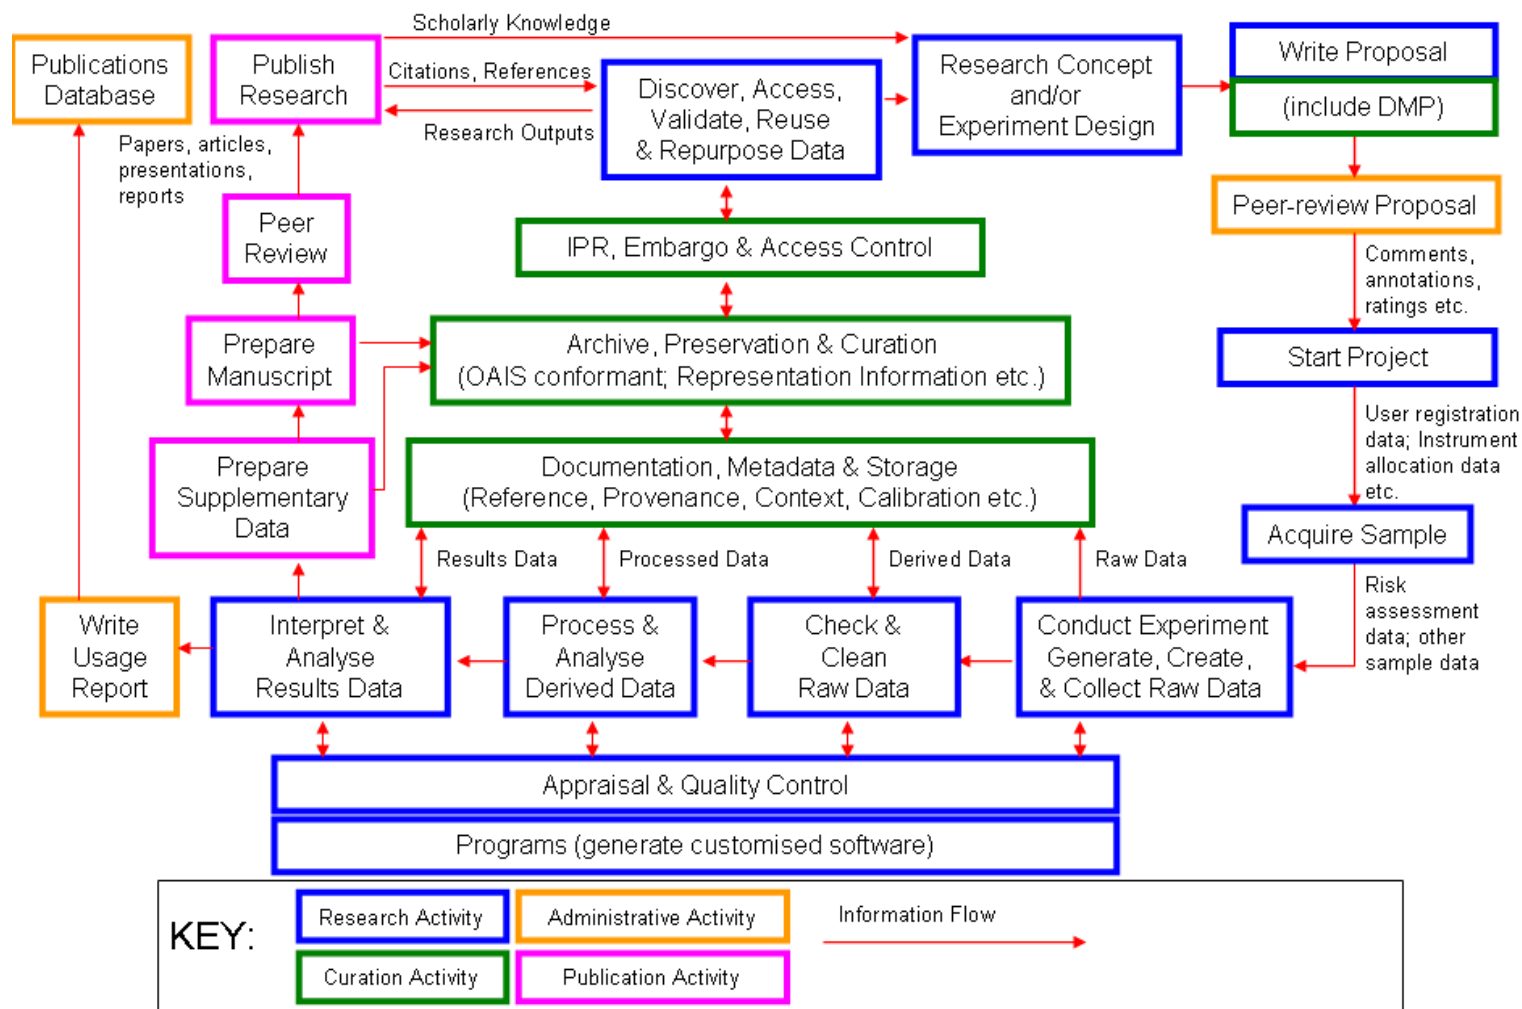 Scholarly Knowledge
Publications
Database
Publish
Research
Citations, References
Research Outputs
Discover, Access,
Validate, Reuse
& Repurpose Data
Research Concept
and/or
Experiment Design
Write Proposal
(include DMP)
Papers, articles,
presentations,
reports
Peer
Review
IPR, Embargo & Access Control
Peer-review Proposal
Comments,
annotations,
ratings etc.
Prepare
Manuscript
Archive, Preservation & Curation
(OAIS conformant; Representation Information etc.)
Start Project
User registration
data; Instrument
allocation data
etc.
Prepare
Supplementary
Data
Documentation, Metadata & Storage
(Reference, Provenance, Context, Calibration etc.)
Acquire Sample
Results Data
Processed Data
Derived Data
Raw Data
Risk
assessment
data; other
sample data
Write
Usage
Report
Interpret &
Analyse
Results Data
Process &
Analyse
Derived Data
Check &
Clean
Raw Data
Conduct Experiment
Generate, Create,
& Collect Raw Data
Appraisal & Quality Control
Programs (generate customised software)
KEY:
Research Activity
Administrative Activity
Information Flow
Curation Activity
Publication Activity